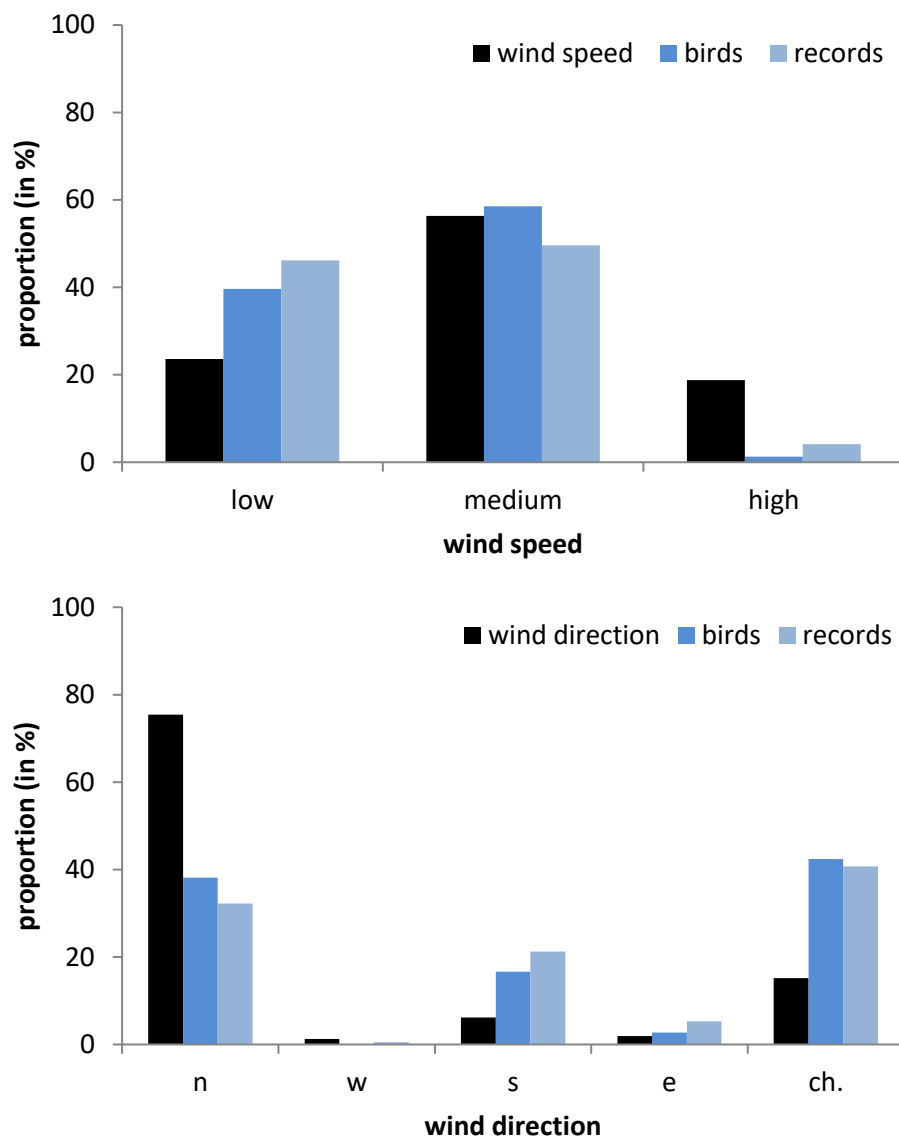 100
wind speed birds records
80
60
40
20
0
proportion (in %)
low medium high
wind speed
100
wind direction birds records
80
60
40
20
0
proportion (in %)
n w s e ch.
wind direction